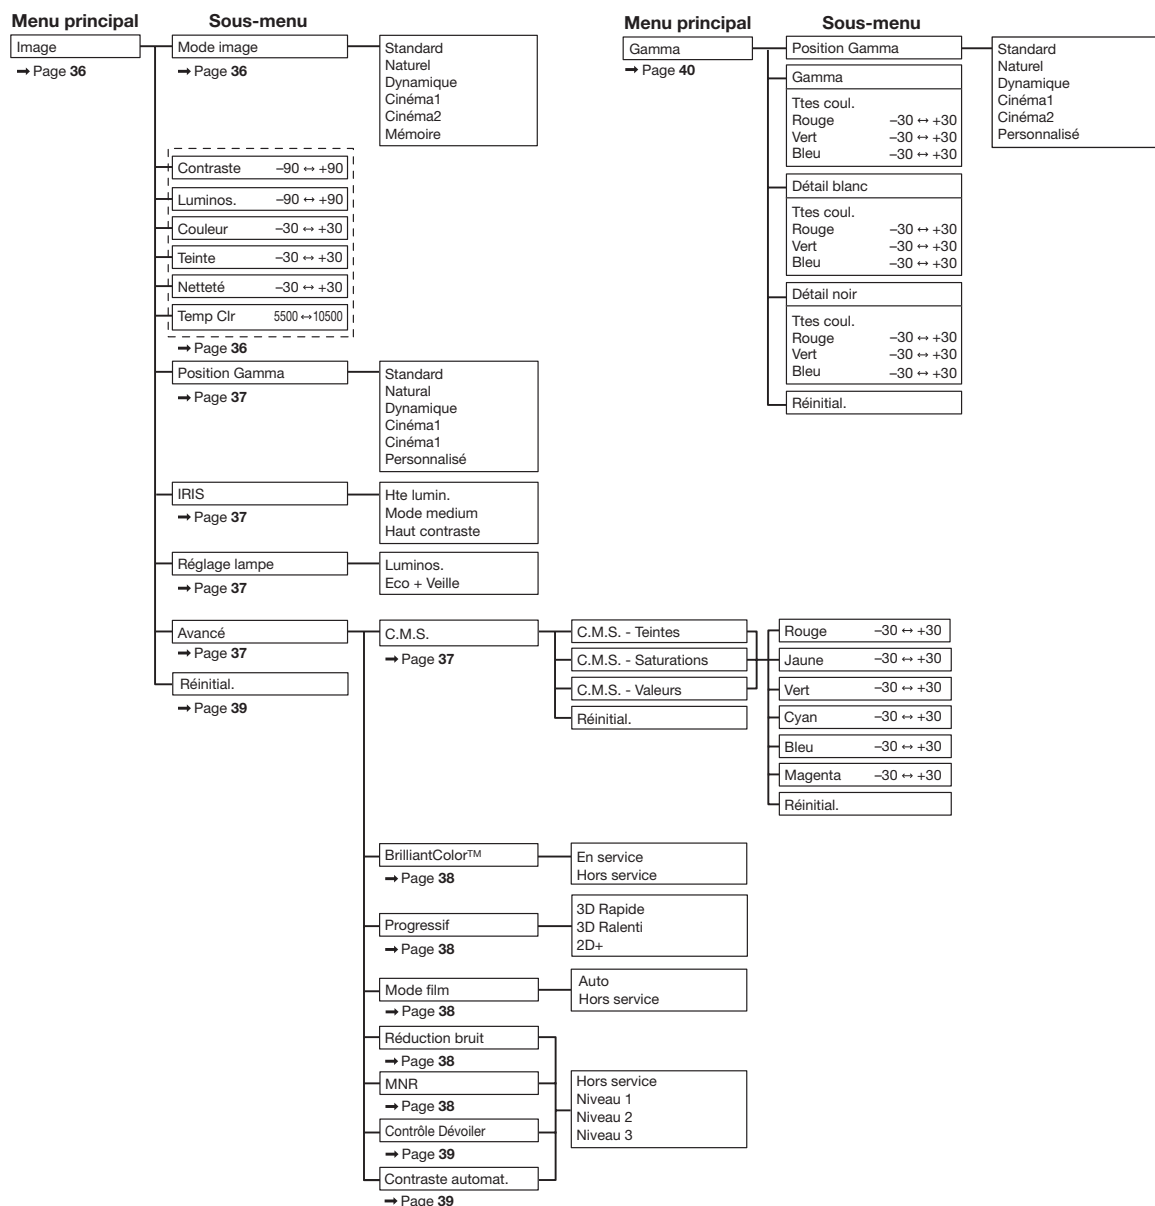 Menu principal
Sous-menu
Image
→ Page 36
Mode image
→ Page 36
Standard
Naturel
Dynamique
Cinéma1
Cinéma2
Mémoire
Contraste –90 ↔ +90
Luminos. –90 ↔ +90
Couleur –30 ↔ +30
Teinte –30 ↔ +30
Netteté –30 ↔ +30
Temp Clr 5500 ↔ 10500
→ Page 36
Position Gamma
→ Page 37
Standard
Natural
Dynamique
Cinéma1
Cinéma1
Personnalisé
IRIS
→ Page 37
Hte lumin.
Mode medium
Haut contraste
Réglage lampe
→ Page 37
Luminos.
Eco + Veille
Avancé
→ Page 37
Réinitial.
→ Page 39
C.M.S.
→ Page 37
C.M.S. - Teintes
C.M.S. - Saturations
C.M.S. - Valeurs
Réinitial.
Rouge –30 ↔ +30
Jaune –30 ↔ +30
Vert –30 ↔ +30
Cyan –30 ↔ +30
Bleu –30 ↔ +30
Magenta –30 ↔ +30
Réinitial.
BrilliantColor™
→ Page 38
En service
Hors service
Progressif
→ Page 38
3D Rapide
3D Ralenti
2D+
Mode film
→ Page 38
Auto
Hors service
Réduction bruit
→ Page 38
MNR
→ Page 38
Contrôle Dévoiler
→ Page 39
Contraste automat.
→ Page 39
Hors service
Niveau 1
Niveau 2
Niveau 3
Menu principal
Sous-menu
Gamma
→ Page 40
Position Gamma
Standard
Naturel
Dynamique
Cinéma1
Cinéma2
Personnalisé
Gamma
Ttes coul.
Rouge –30 ↔ +30
Vert –30 ↔ +30
Bleu –30 ↔ +30
Détail blanc
Ttes coul.
Rouge –30 ↔ +30
Vert –30 ↔ +30
Bleu –30 ↔ +30
Détail noir
Ttes coul.
Rouge –30 ↔ +30
Vert –30 ↔ +30
Bleu –30 ↔ +30
Réinitial.